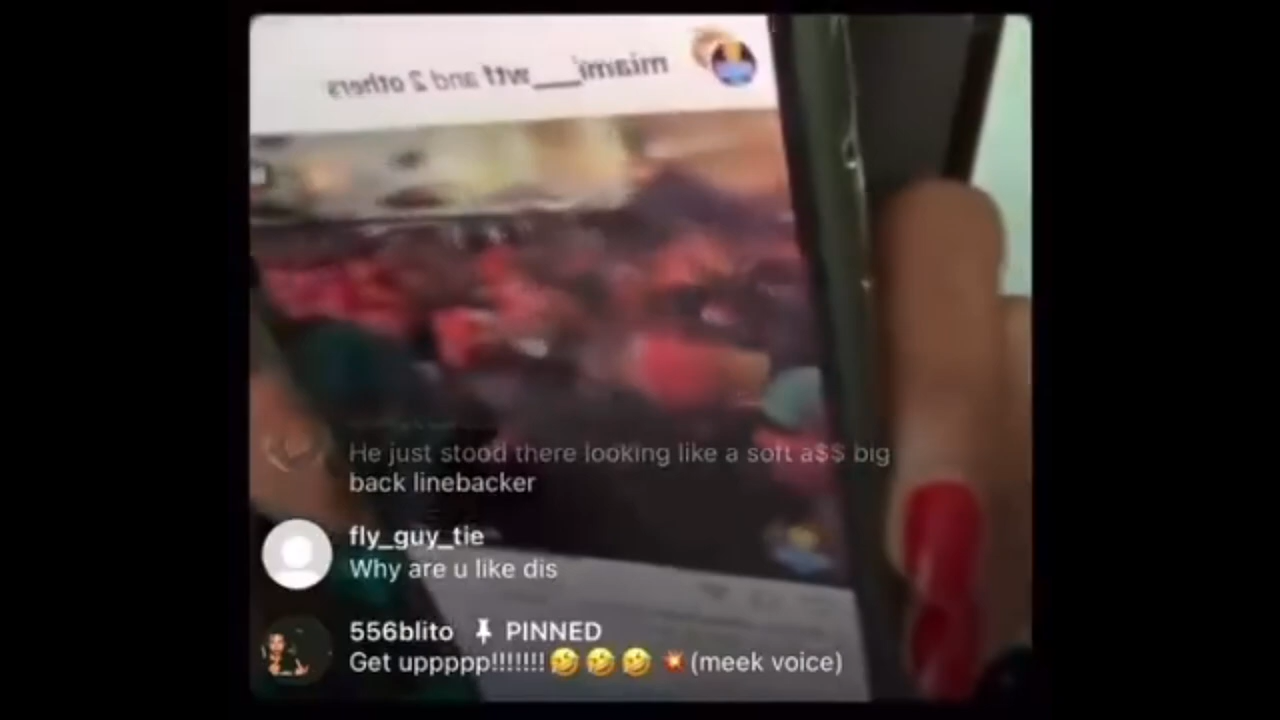 miami___wtf and 2 others
He just stood there looking like a soft a$$ big
back linebacker
fly_guy_tie
Why are u like dis
556blito PINNED
Get uppppp!!!!!!!🤣🤣🤣💥(meek voice)